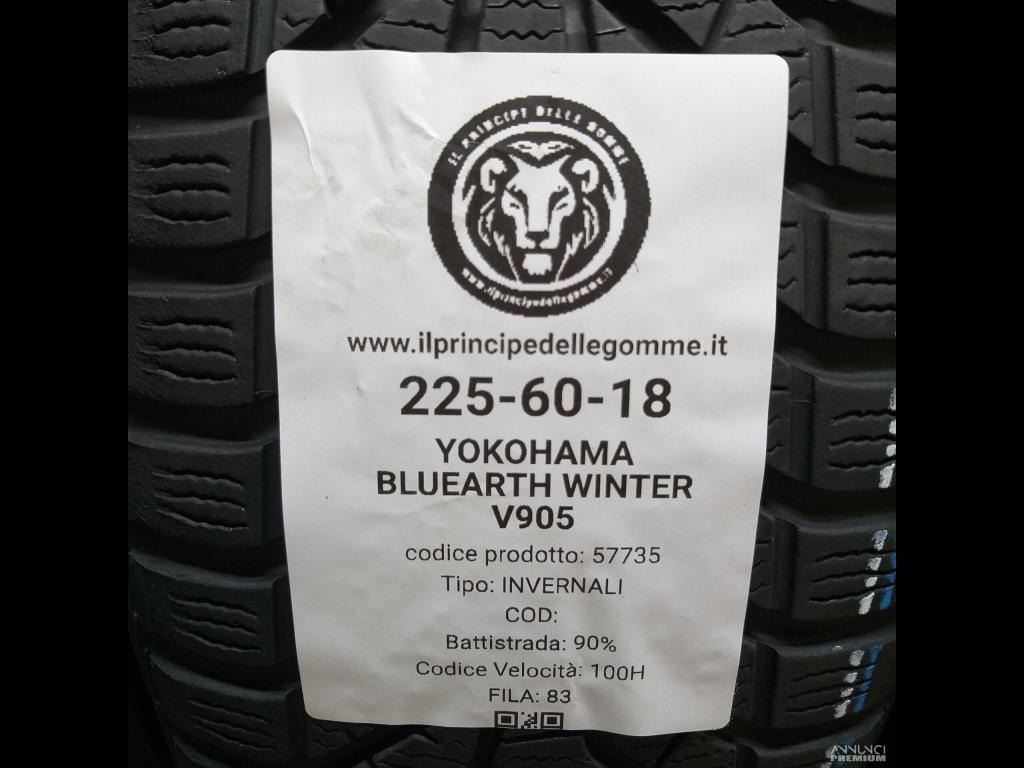 IL PRINCIPE DELLE GOMME
www.ilprincipedellegomme.it
www.ilprincipedellegomme.it
225-60-18
YOKOHAMA
BLUEARTH WINTER
V905
codice prodotto: 57735
Tipo: INVERNALI
COD:
Battistrada: 90%
Codice Velocità: 100H
FILA: 83
ANNUNCI
PREMIUM